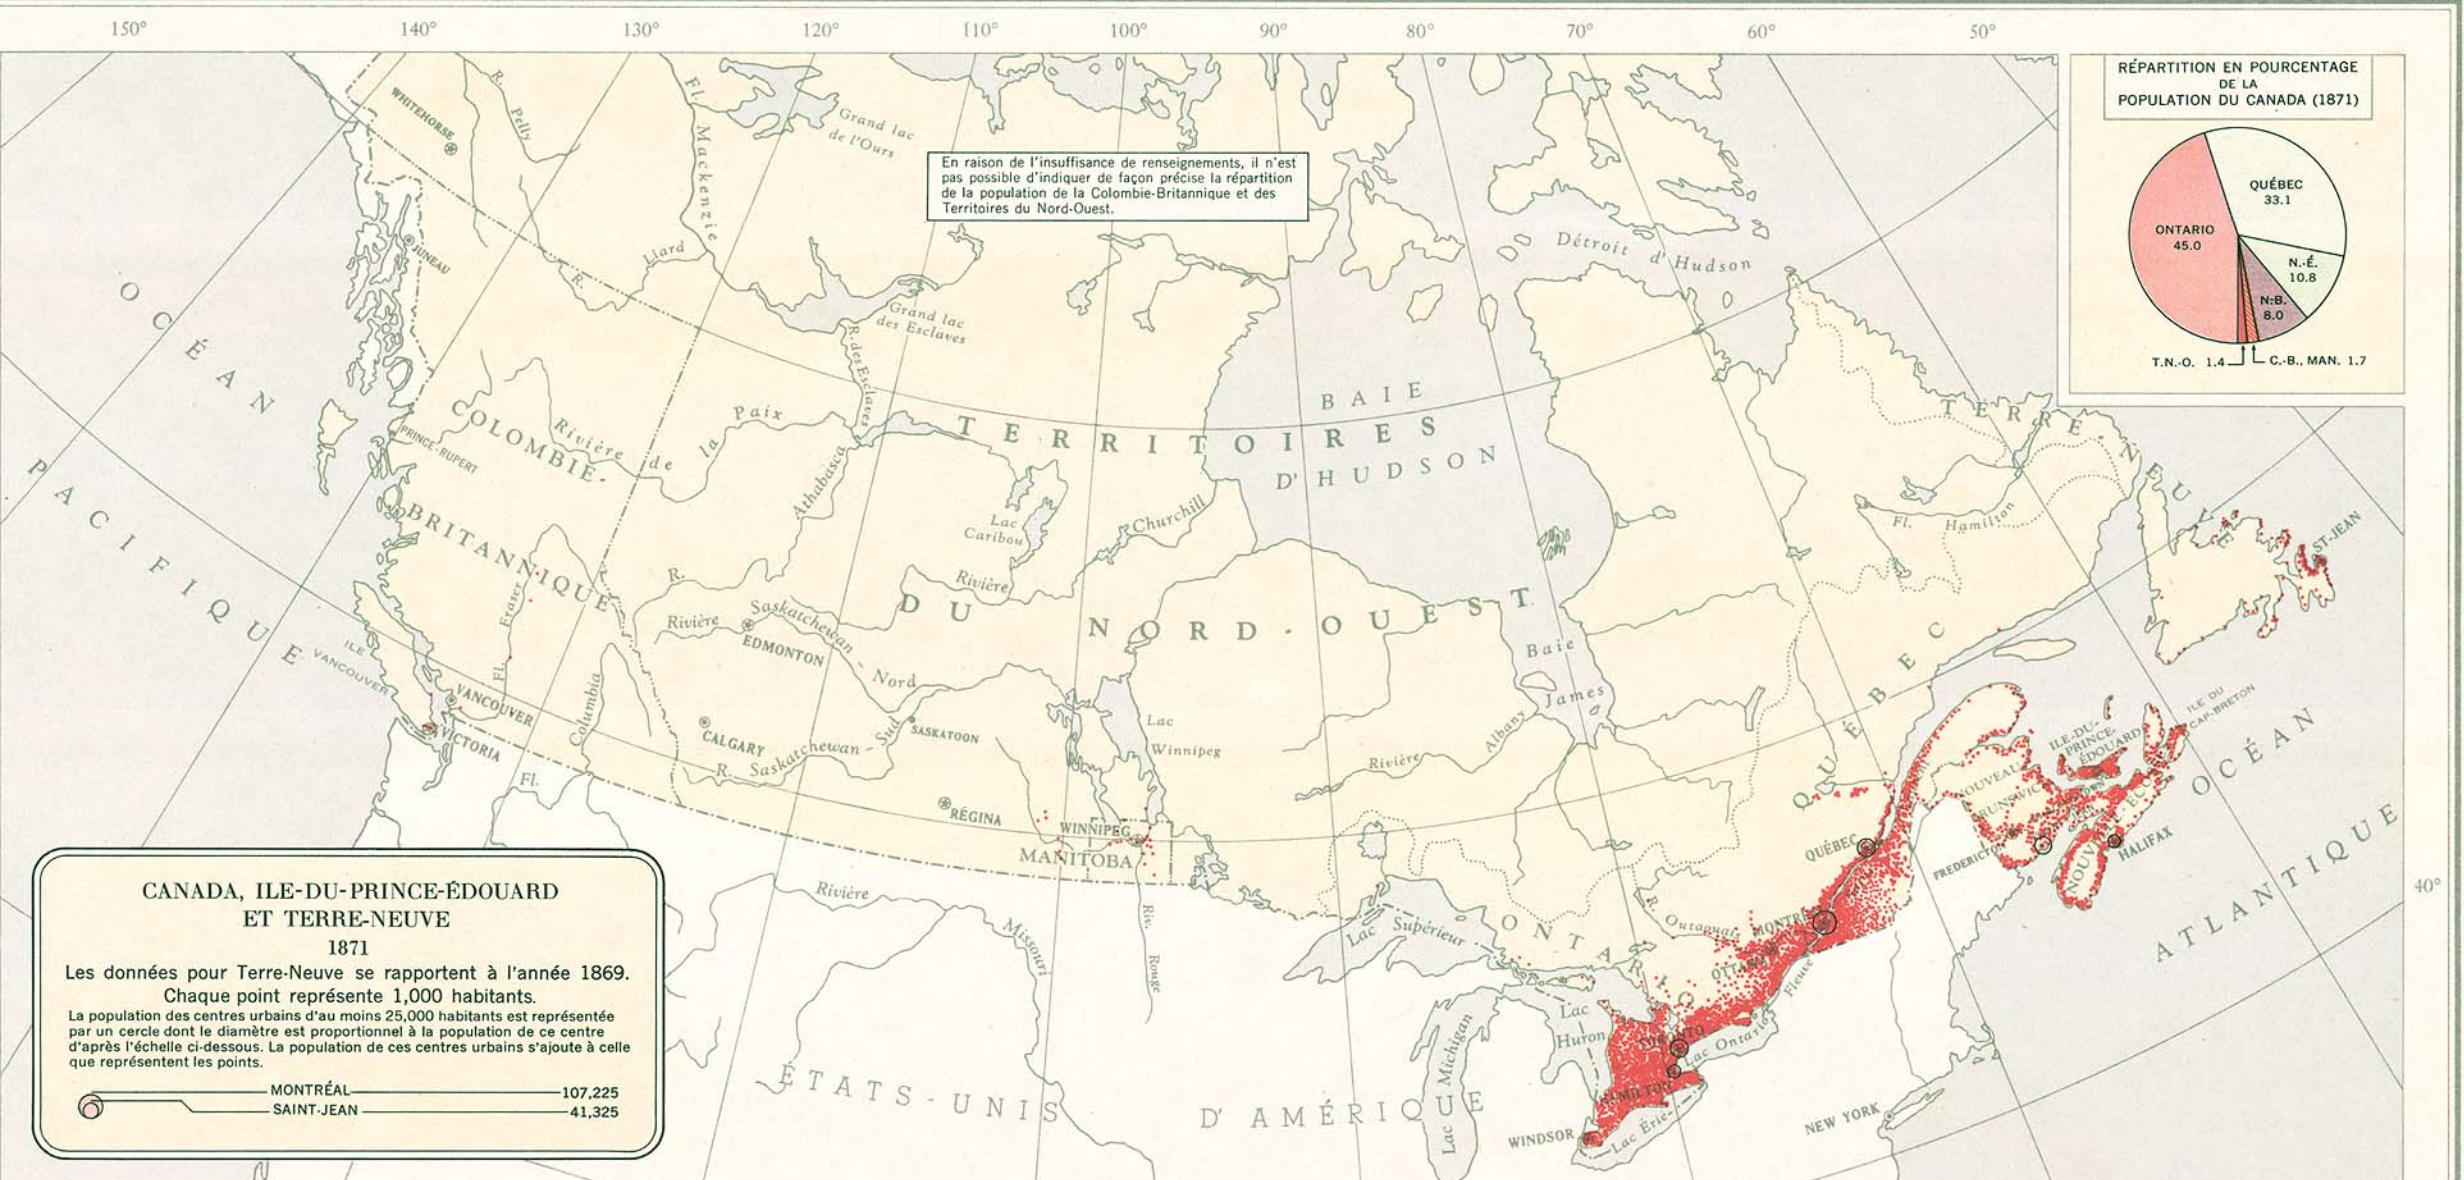 150° 140° 130° 120° 110° 100° 90° 80° 70° 60° 50°
RÉPARTITION EN POURCENTAGE
DE LA
POPULATION DU CANADA (1871)
QUÉBEC
33.1
ONTARIO
45.0
N.-É.
10.8
N.-B.
8.0
T.N.-O. 1.4
C.-B., MAN. 1.7
En raison de l'insuffisance de renseignements, il n'est
pas possible d'indiquer de façon précise la répartition
de la population de la Colombie-Britannique et des
Territoires du Nord-Ouest.
WHITEHORSE
R. Pelly
Fl. Mackenzie
Grand lac
de l'Ours
JUNEAU
R. Liard
Grand lac
des Esclaves
R. des Esclaves
Détroit d'Hudson
OCÉAN
PACIFIQUE
COLOMBIE-
BRITANNIQUE
PRINCE-RUPERT
Rivière de la Paix
R. Athabasca
TERRITOIRES
DU NORD-OUEST
BAIE
D'HUDSON
Lac
Caribou
Rivière Churchill
TERRE-NEUVE
Fl. Hamilton
ST-JEAN
Fl. Fraser
ILE
VANCOUVER
VANCOUVER
VICTORIA
Fl. Columbia
Rivière Saskatchewan-Nord
EDMONTON
CALGARY
R. Saskatchewan-Sud
SASKATOON
RÉGINA
Lac
Winnipeg
WINNIPEG
MANITOBA
Baie
James
Rivière Albany
QUÉBEC
ILE DU
CAP-BRETON
ILE-DU-
PRINCE-
ÉDOUARD
NOUVEAU-
BRUNSWICK
NOUVELLE-ÉCOSSE
FREDERICTON
HALIFAX
OCÉAN
ATLANTIQUE
40°
QUÉBEC
MONTRÉAL
R. Outaouais
OTTAWA
ONTARIO
Fleuve
Lac Supérieur
Lac
Huron
TORONTO
Lac Ontario
HAMILTON
Lac Érié
WINDSOR
Lac Michigan
NEW YORK
Rivière Missouri
Riv. Rouge
ÉTATS-UNIS D'AMÉRIQUE
CANADA, ILE-DU-PRINCE-ÉDOUARD
ET TERRE-NEUVE
1871
Les données pour Terre-Neuve se rapportent à l'année 1869.
Chaque point représente 1,000 habitants.
La population des centres urbains d'au moins 25,000 habitants est représentée
par un cercle dont le diamètre est proportionnel à la population de ce centre
d'après l'échelle ci-dessous. La population de ces centres urbains s'ajoute à celle
que représentent les points.
MONTRÉAL 107,225
SAINT-JEAN 41,325